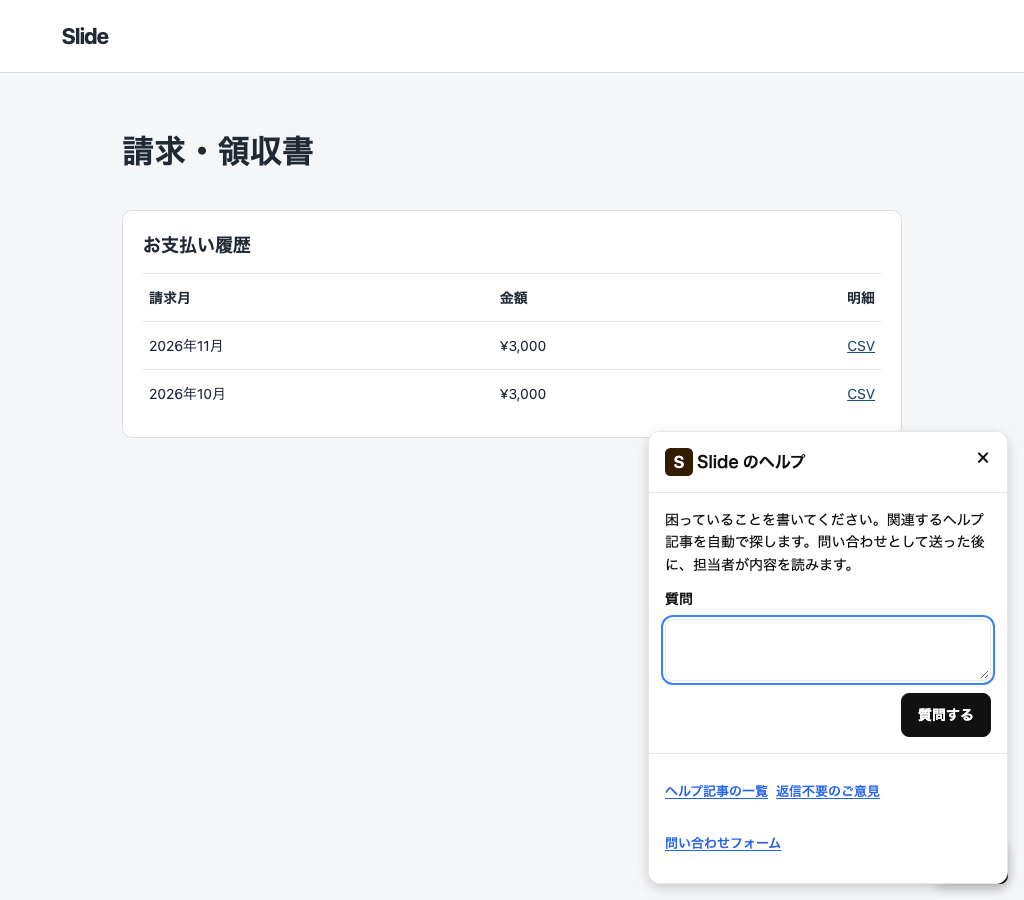 Slide
請求・領収書
お支払い履歴
請求月 金額 明細
2026年11月 ¥3,000 CSV
2026年10月 ¥3,000 CSV
S Slide のヘルプ ×
困っていることを書いてください。関連するヘルプ
記事を自動で探します。問い合わせとして送った後
に、担当者が内容を読みます。
質問
質問する
ヘルプ記事の一覧 返信不要のご意見
問い合わせフォーム